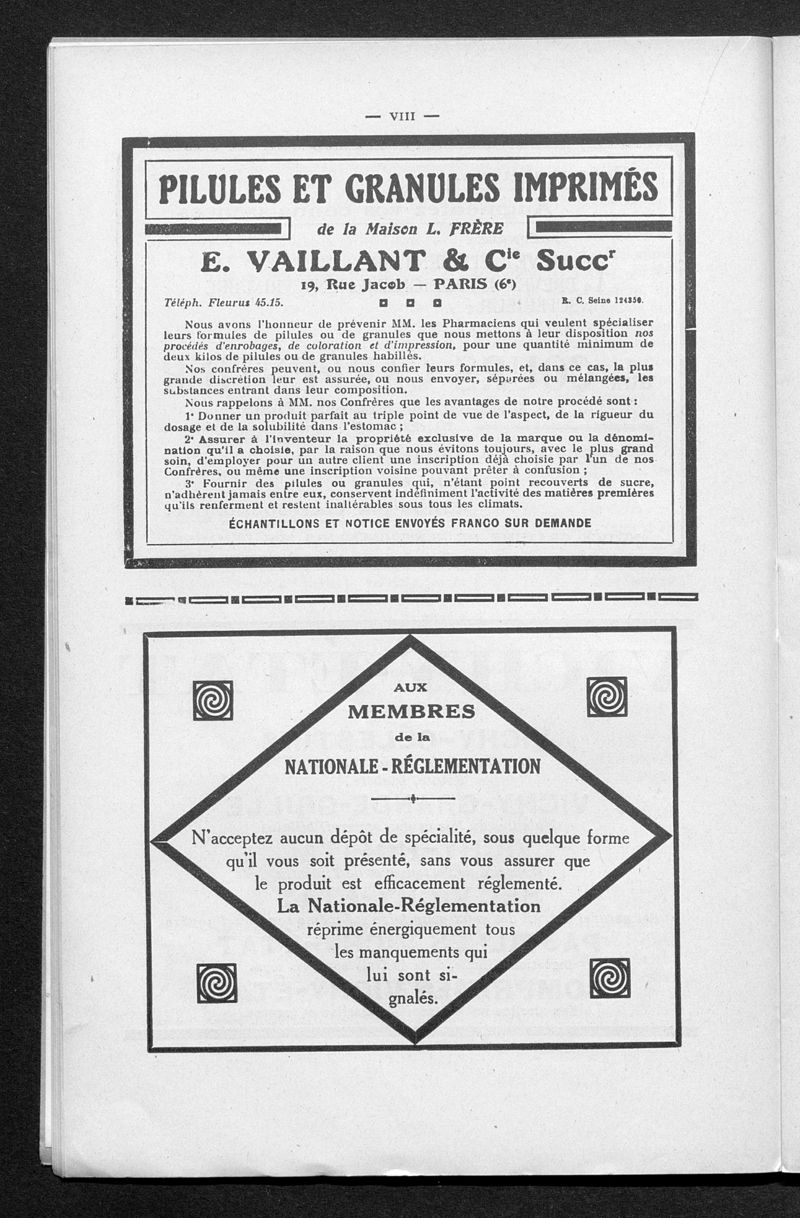 — VIII —
PILULES ET GRANULES IMPRIMÉS
de la Maison L. FRÈRE
E. VAILLANT & Cie Succr
19, Rue Jacob — PARIS (6e)
Téléph. Fleurus 45.15.
R. C. Seine 124350.
Nous avons l'honneur de prévenir MM. les Pharmaciens qui veulent spécialiser
leurs formules de pilules ou de granules que nous mettons à leur disposition nos
procédés d'enrobages, de coloration et d'impression, pour une quantité minimum de
deux kilos de pilules ou de granules habillés.
Nos confrères peuvent, ou nous confier leurs formules, et, dans ce cas, la plus
grande discrétion leur est assurée, ou nous envoyer, séparées ou mélangées, les
substances entrant dans leur composition.
Nous rappelons à MM. nos Confrères que les avantages de notre procédé sont :
1° Donner un produit parfait au triple point de vue de l'aspect, de la rigueur du
dosage et de la solubilité dans l'estomac ;
2° Assurer à l'inventeur la propriété exclusive de la marque ou la dénomi-
nation qu'il a choisie, par la raison que nous évitons toujours, avec le plus grand
soin, d'employer pour un autre client une inscription déjà choisie par l'un de nos
Confrères, ou même une inscription voisine pouvant prêter à confusion ;
3° Fournir des pilules ou granules qui, n'étant point recouverts de sucre,
n'adhèrent jamais entre eux, conservent indéfiniment l'activité des matières premières
qu'ils renferment et restent inaltérables sous tous les climats.
ÉCHANTILLONS ET NOTICE ENVOYÉS FRANCO SUR DEMANDE
AUX
MEMBRES
de la
NATIONALE-RÉGLEMENTATION
N'acceptez aucun dépôt de spécialité, sous quelque forme
qu'il vous soit présenté, sans vous assurer que
le produit est efficacement réglementé.
La Nationale-Réglementation
réprime énergiquement tous
les manquements qui
lui sont si-
gnalés.